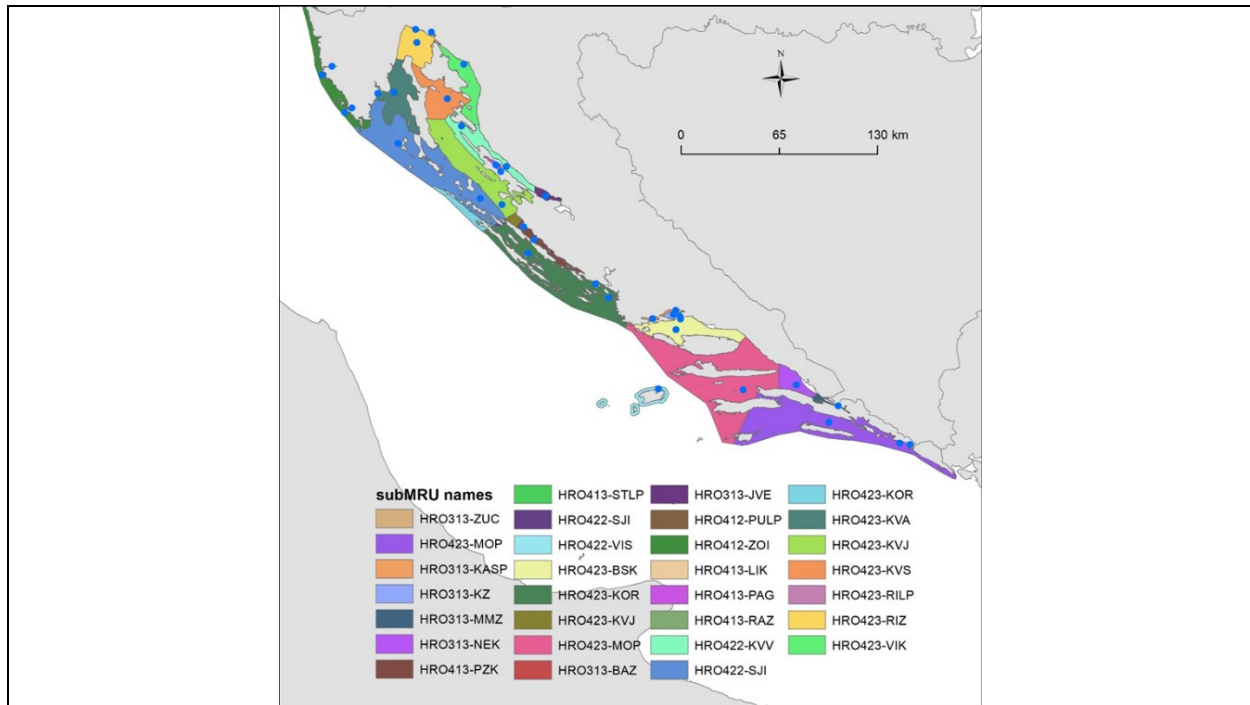 N
0 65 130 km
subMRU names
HRO313-ZUC
HRO423-MOP
HRO313-KASP
HRO313-KZ
HRO313-MMZ
HRO313-NEK
HRO413-PZK
HRO413-STLP
HRO422-SJI
HRO422-VIS
HRO423-BSK
HRO423-KOR
HRO423-KVJ
HRO423-MOP
HRO313-BAZ
HRO313-JVE
HRO412-PULP
HRO412-ZOI
HRO413-LIK
HRO413-PAG
HRO413-RAZ
HRO422-KVV
HRO422-SJI
HRO423-KOR
HRO423-KVA
HRO423-KVJ
HRO423-KVS
HRO423-RILP
HRO423-RIZ
HRO423-VIK